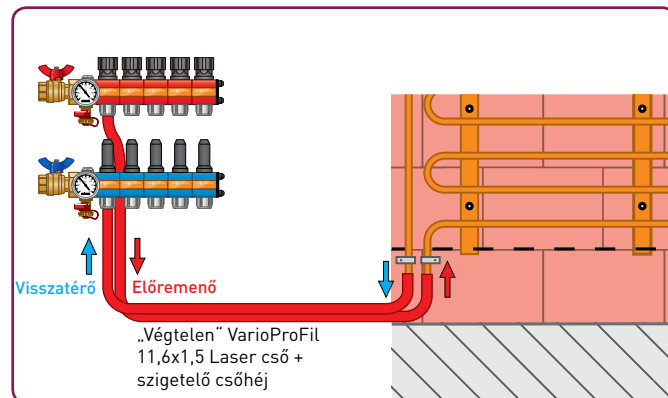 Visszatérő
Előremenő
„Végtelen“ VarioProFil
11,6x1,5 Laser cső +
szigetelő csőhéj